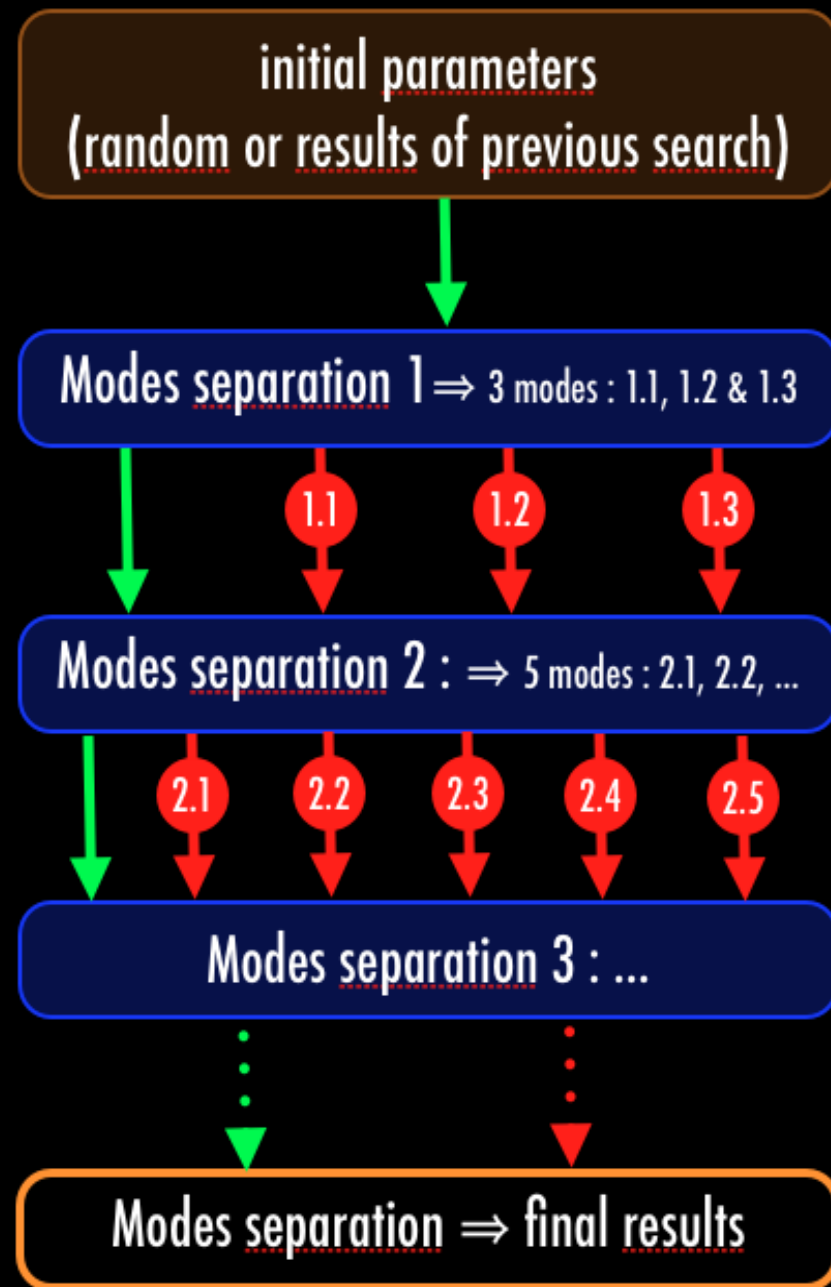 initial parameters
(random or results of previous search)
Modes separation 1⇒ 3 modes : 1.1, 1.2 & 1.3
1.1
1.2
1.3
Modes separation 2 : ⇒ 5 modes : 2.1, 2.2, ...
2.1
2.2
2.3
2.4
2.5
Modes separation 3 : ...
Modes separation ⇒ final results